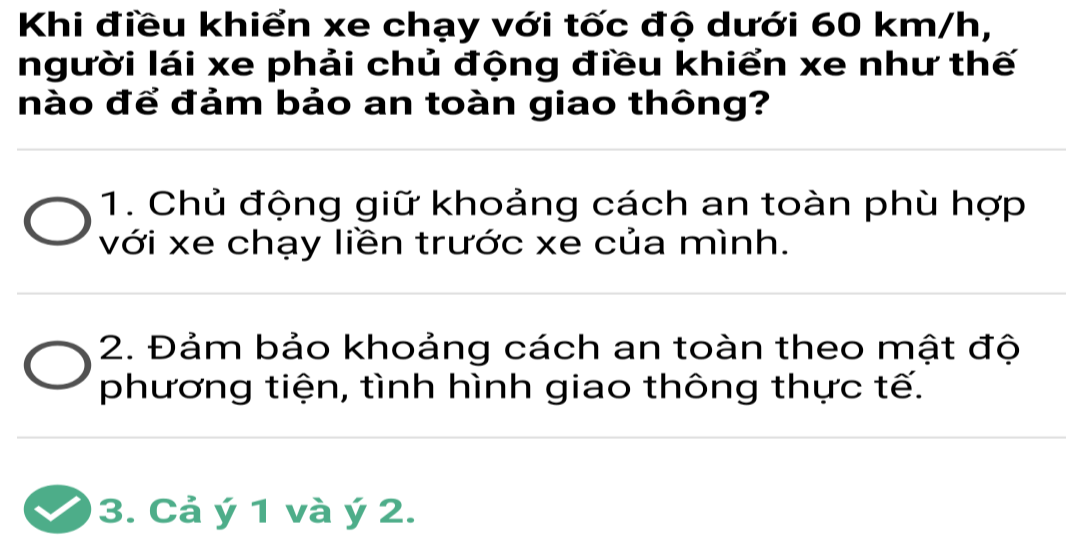 Khi điều khiển xe chạy với tốc độ dưới 60 km/h,
người lái xe phải chủ động điều khiển xe như thế
nào để đảm bảo an toàn giao thông?
1. Chủ động giữ khoảng cách an toàn phù hợp
với xe chạy liền trước xe của mình.
2. Đảm bảo khoảng cách an toàn theo mật độ
phương tiện, tình hình giao thông thực tế.
3. Cả ý 1 và ý 2.